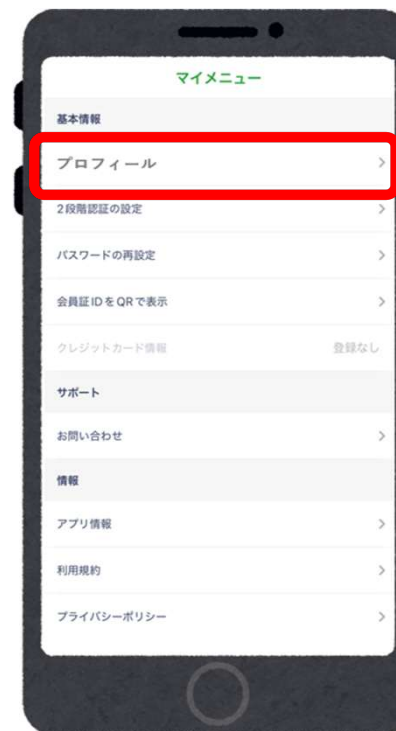 マイメニュー
基本情報
プロフィール
2段階認証の設定
パスワードの再設定
会員証IDをQRで表示
クレジットカード情報 登録なし
サポート
お問い合わせ
情報
アプリ情報
利用規約
プライバシーポリシー